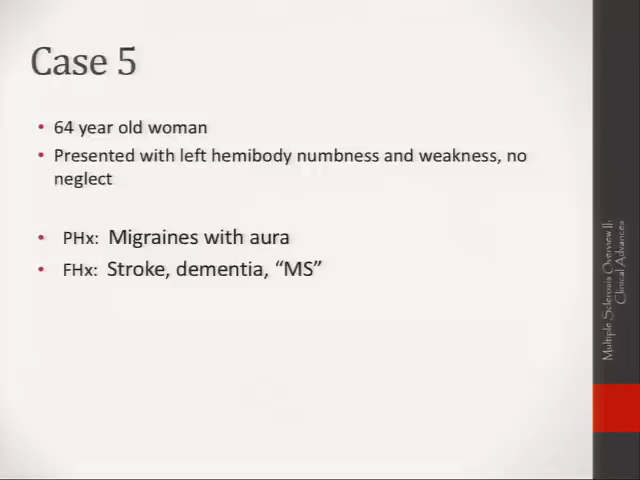 Case 5
• 64 year old woman
• Presented with left hemibody numbness and weakness, no
neglect
• PHx: Migraines with aura
• FHx: Stroke, dementia, “MS”
Multiple Sclerosis Overview II:
Clinical Advances